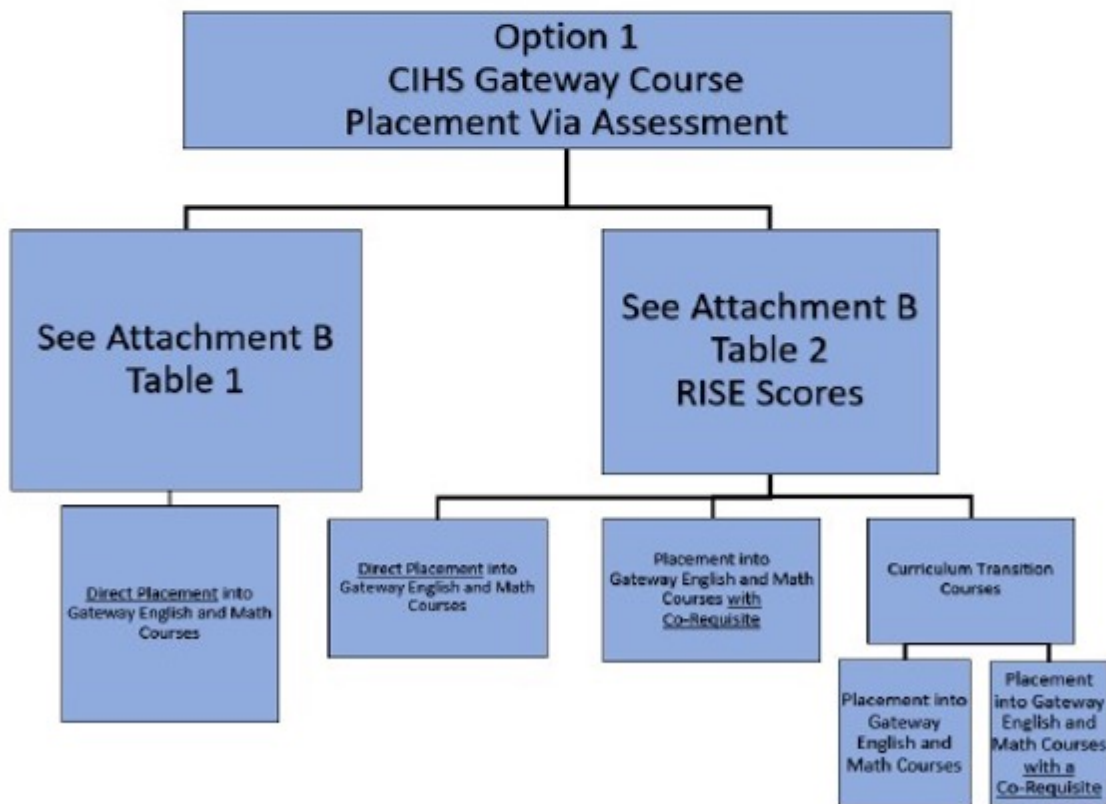 Option 1
CIHS Gateway Course
Placement Via Assessment
See Attachment B
Table 1
See Attachment B
Table 2
RISE Scores
Direct Placement into
Gateway English and Math
Courses
Direct Placement into
Gateway English and Math
Courses
Placement into
Gateway English and Math
Courses with
Co-Requisite
Curriculum Transition
Courses
Placement into
Gateway
English and
Math Courses
Placement
into Gateway
English and
Math Courses
with a
Co-Requisite